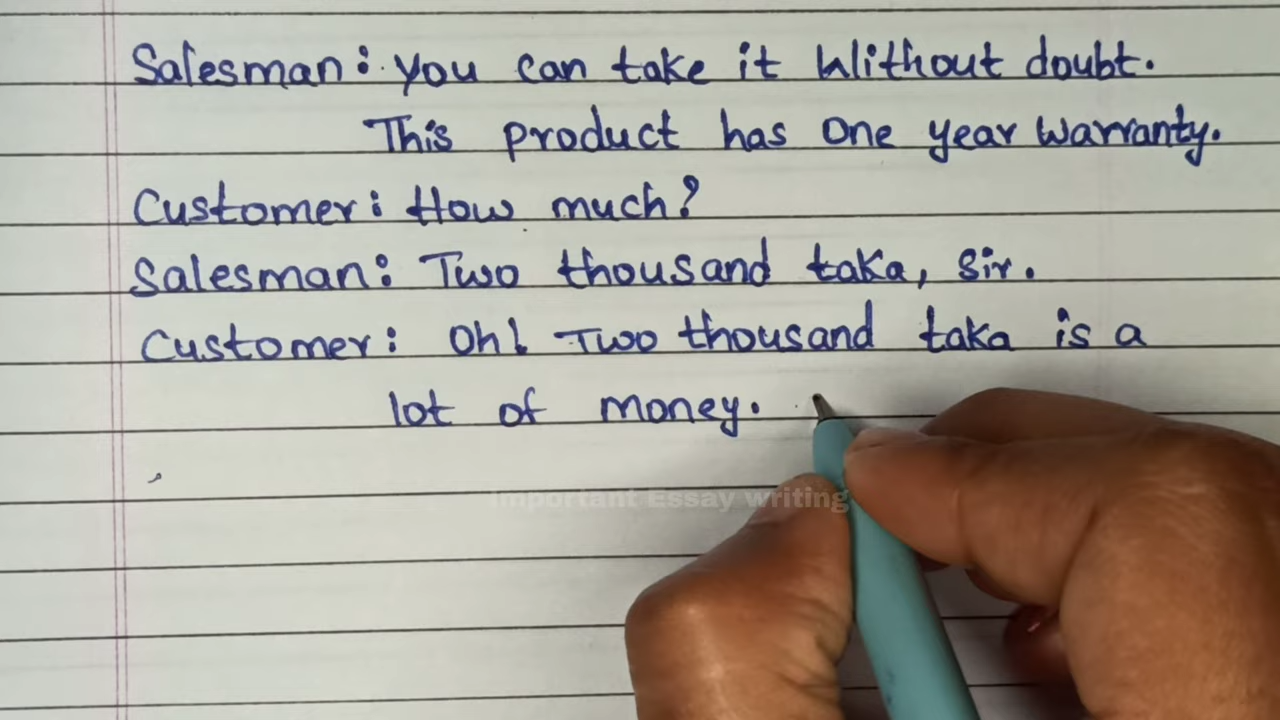 Salesman: You can take it Without doubt.
This product has One year Warranty.
Customer: How much?
Salesman: Two thousand taka, Sir.
Customer: Oh! Two thousand taka is a
lot of money.
Important Essay writing